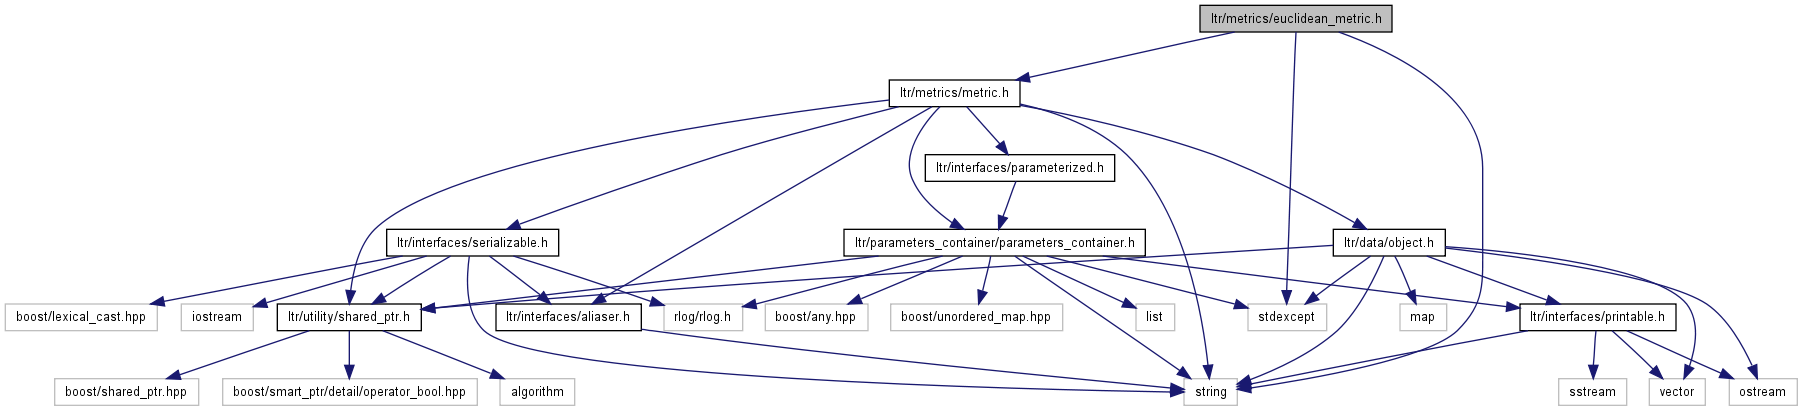 ltr/metrics/euclidean_metric.h
ltr/metrics/metric.h
ltr/interfaces/parameterized.h
ltr/interfaces/serializable.h
ltr/parameters_container/parameters_container.h
ltr/data/object.h
boost/lexical_cast.hpp
iostream
ltr/utility/shared_ptr.h
ltr/interfaces/aliaser.h
rlog/rlog.h
boost/any.hpp
boost/unordered_map.hpp
list
stdexcept
map
ltr/interfaces/printable.h
boost/shared_ptr.hpp
boost/smart_ptr/detail/operator_bool.hpp
algorithm
string
sstream
vector
ostream